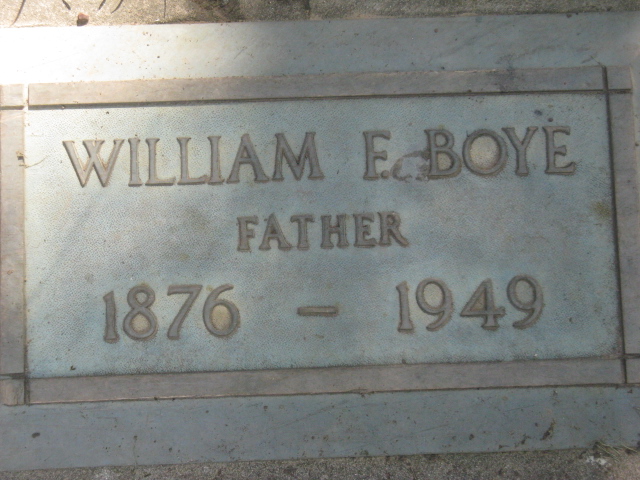 WILLIAM E. BOYE
FATHER
1876 – 1949